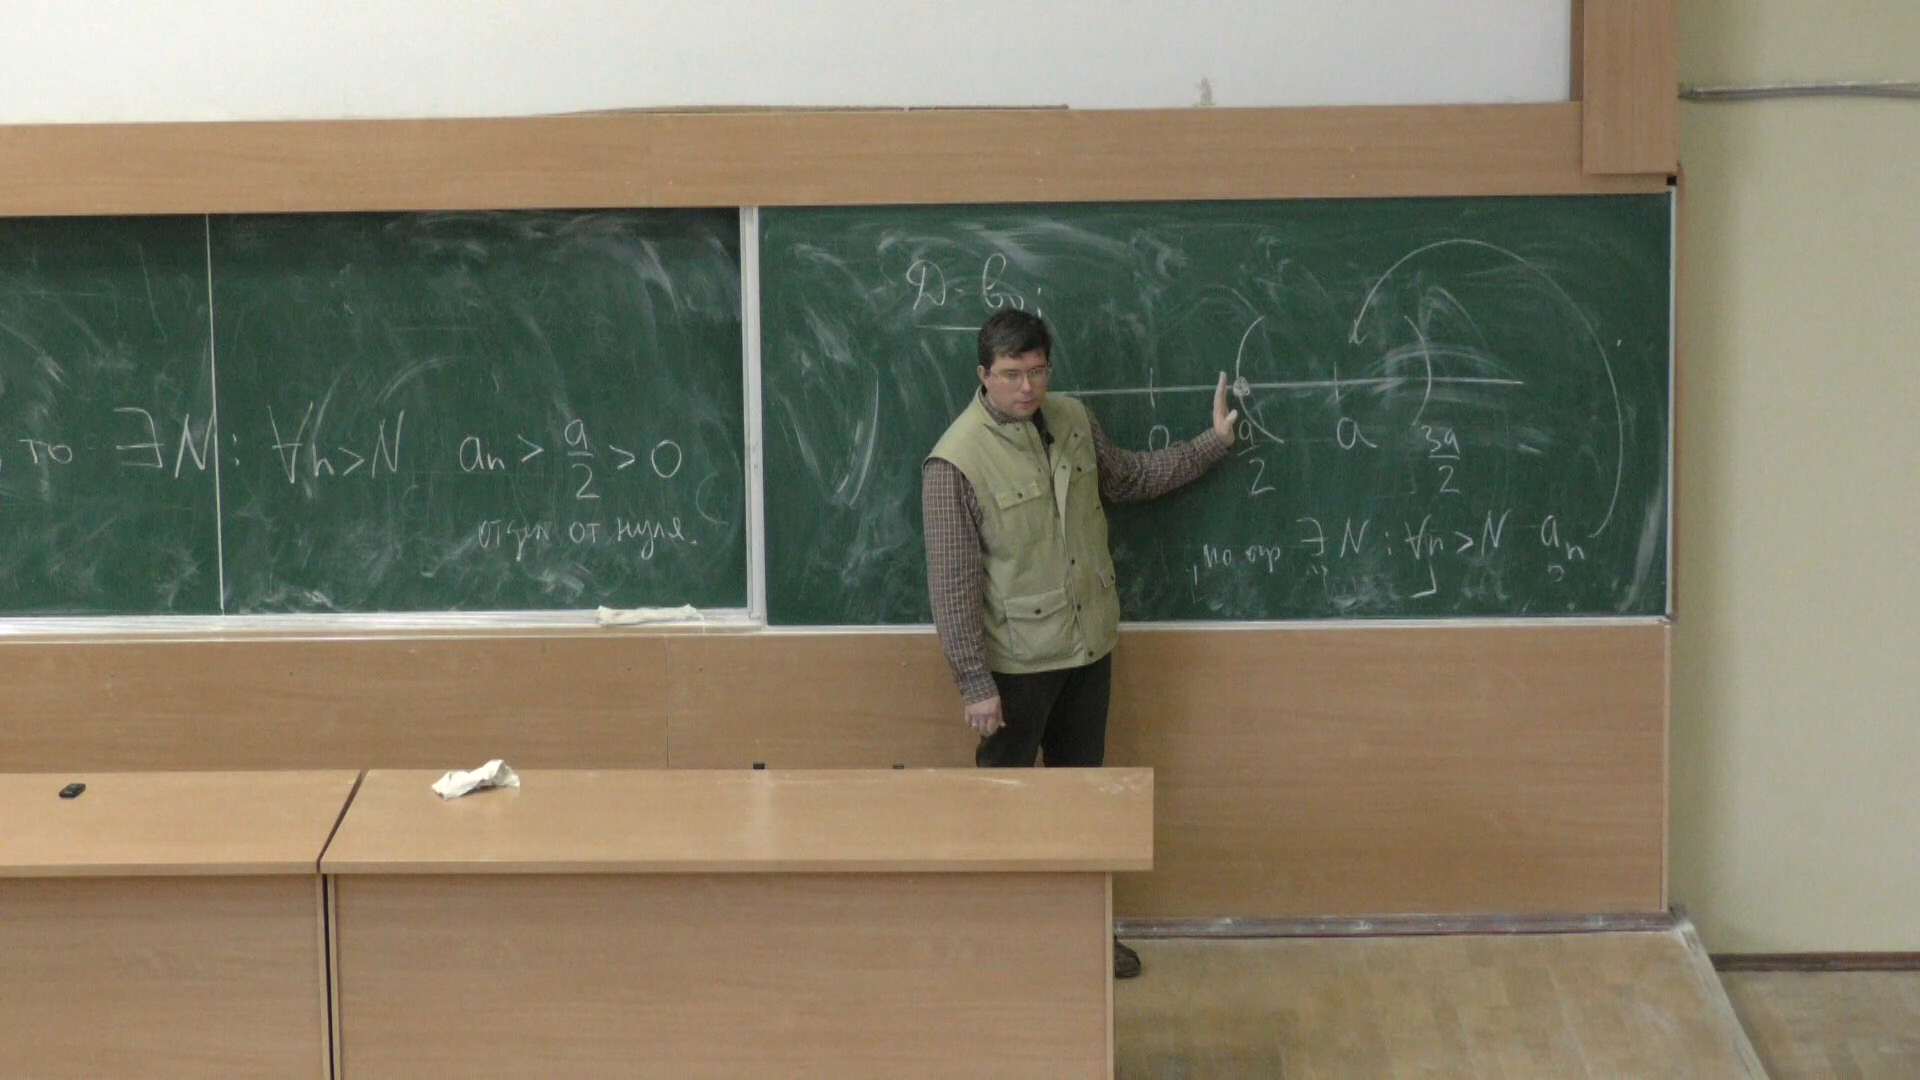 , то ∃N : ∀n>N an > a/2 > 0
отдел от нуля.
Д-во:
0 a/2 a 3a/2
по опр ∃N : ∀n>N an